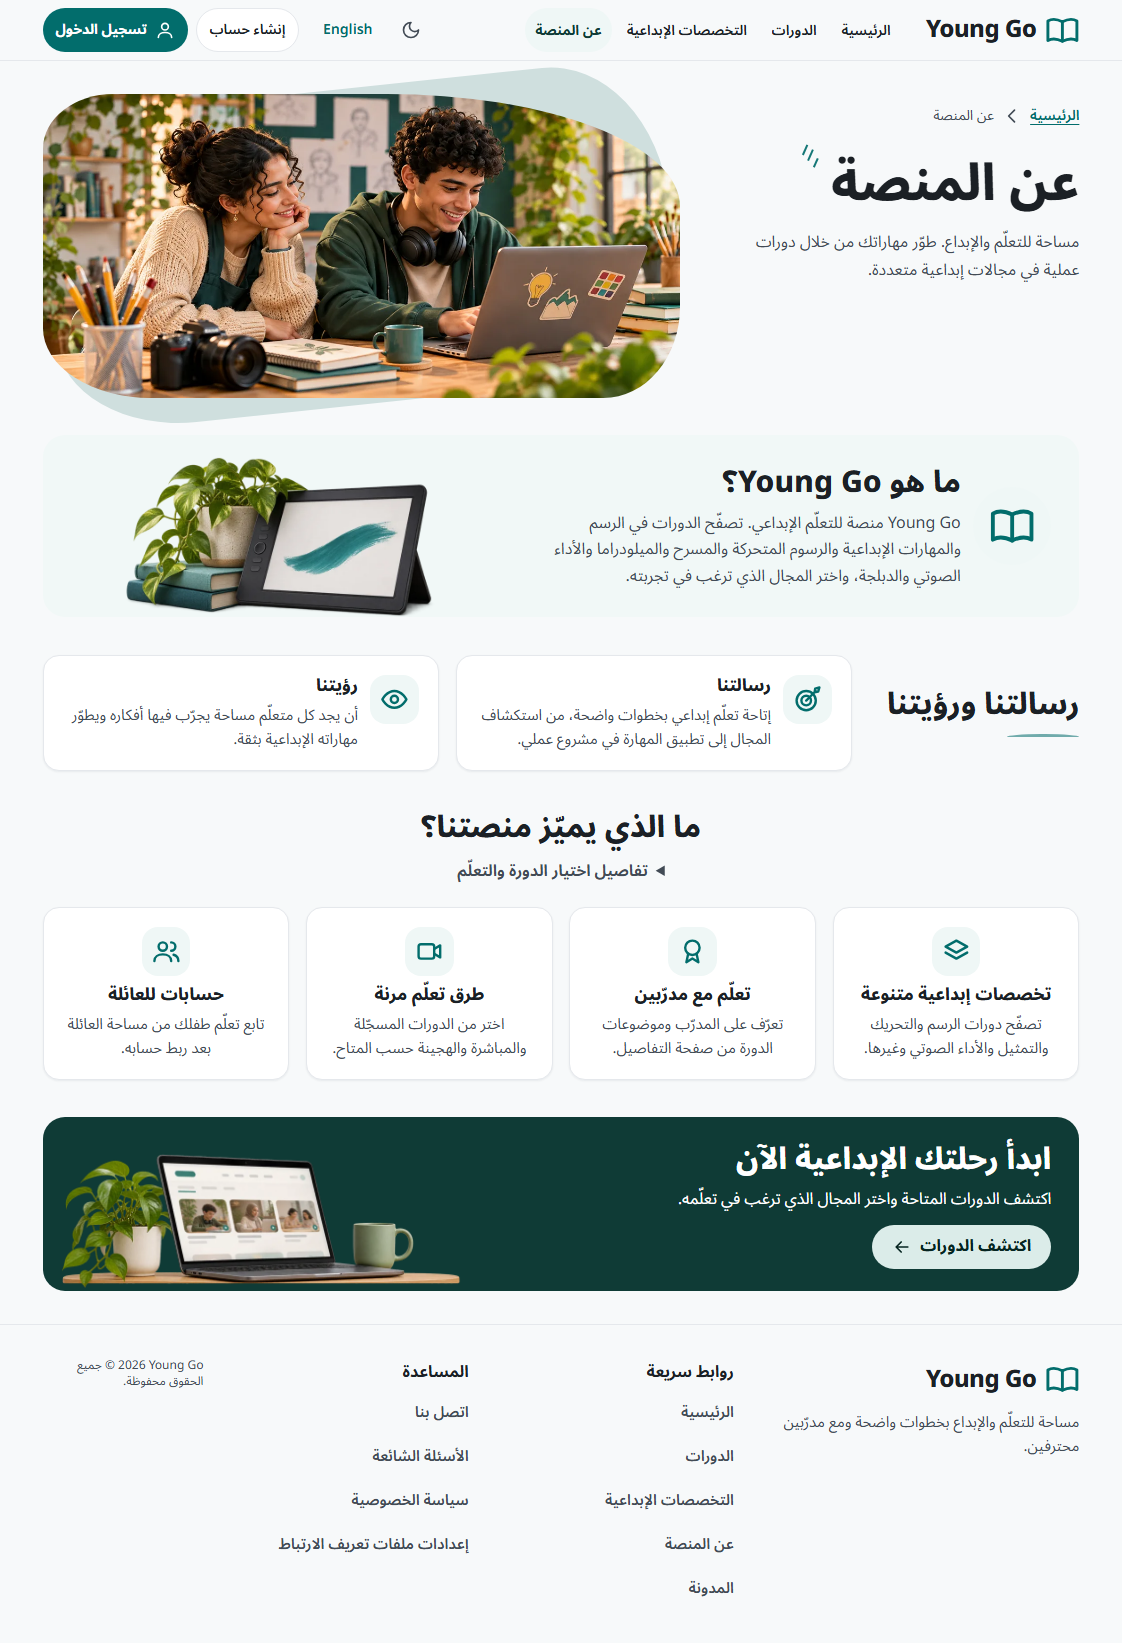 Young Go
الرئيسية
الدورات
التخصصات الإبداعية
عن المنصة
English
إنشاء حساب
تسجيل الدخول
الرئيسية
عن المنصة
عن المنصة
مساحة للتعلّم والإبداع. طوّر مهاراتك من خلال دورات
عملية في مجالات إبداعية متعددة.
ما هو Young Go؟
Young Go منصة للتعلّم الإبداعي. تصفّح الدورات في الرسم
والمهارات الإبداعية والرسوم المتحركة والمسرح والميلودراما والأداء
الصوتي والدبلجة، واختر المجال الذي ترغب في تجربته.
رسالتنا ورؤيتنا
رسالتنا
إتاحة تعلّم إبداعي بخطوات واضحة، من استكشاف
المجال إلى تطبيق المهارة في مشروع عملي.
رؤيتنا
أن يجد كل متعلّم مساحة يجرّب فيها أفكاره ويطوّر
مهاراته الإبداعية بثقة.
ما الذي يميّز منصتنا؟
تفاصيل اختيار الدورة والتعلّم
تخصصات إبداعية متنوعة
تصفّح دورات الرسم والتحريك
والتمثيل والأداء الصوتي وغيرها.
تعلّم مع مدرّبين
تعرّف على المدرّب وموضوعات
الدورة من صفحة التفاصيل.
طرق تعلّم مرنة
اختر من الدورات المسجّلة
والمباشرة والهجينة حسب المتاح.
حسابات للعائلة
تابع تعلّم طفلك من مساحة العائلة
بعد ربط حسابه.
ابدأ رحلتك الإبداعية الآن
اكتشف الدورات المتاحة واختر المجال الذي ترغب في تعلّمه.
اكتشف الدورات
Young Go
مساحة للتعلّم والإبداع بخطوات واضحة ومع مدرّبين
محترفين.
روابط سريعة
الرئيسية
الدورات
التخصصات الإبداعية
عن المنصة
المدونة
المساعدة
اتصل بنا
الأسئلة الشائعة
سياسة الخصوصية
إعدادات ملفات تعريف الارتباط
Young Go 2026 © جميع
الحقوق محفوظة.